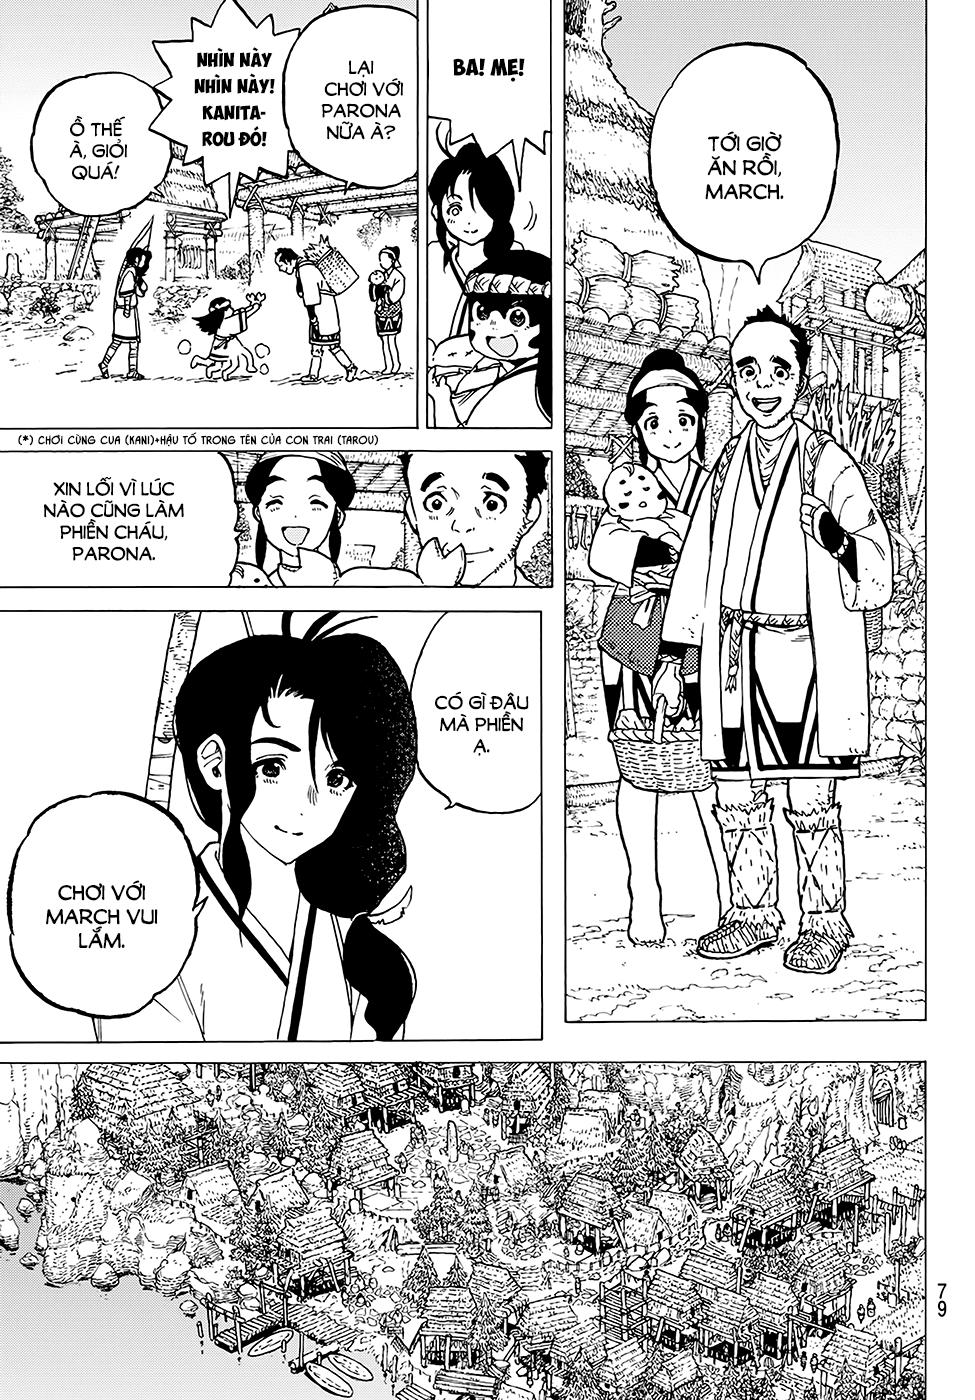 TỚI GIỜ
ĂN RỒI,
MARCH.
BA! MẸ!
LẠI
CHƠI VỚI
PARONA
NỮA À?
NHÌN NÀY
NHÌN NÀY!
KANITA-
ROU ĐÓ!
Ồ THẾ
À, GIỎI
QUÁ!
(*) CHƠI CÙNG CUA (KANI)+HẬU TỐ TRONG TÊN CỦA CON TRAI (TAROU)
XIN LỖI VÌ LÚC
NÀO CŨNG LÀM
PHIỀN CHÁU,
PARONA.
CÓ GÌ ĐÂU
MÀ PHIỀN
Ạ.
CHƠI VỚI
MARCH VUI
LẮM.
79